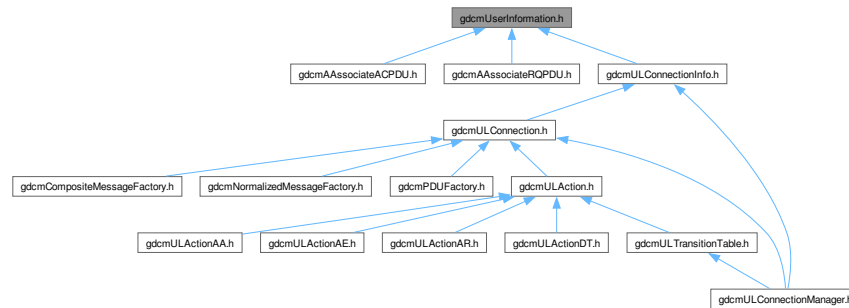 gdcmUserInformation.h
gdcmAAssociateACPDU.h
gdcmAAssociateRQPDU.h
gdcmULConnectionInfo.h
gdcmULConnection.h
gdcmCompositeMessageFactory.h
gdcmNormalizedMessageFactory.h
gdcmPDUFactory.h
gdcmULAction.h
gdcmULActionAA.h
gdcmULActionAE.h
gdcmULActionAR.h
gdcmULActionDT.h
gdcmULTransitionTable.h
gdcmULConnectionManager.h